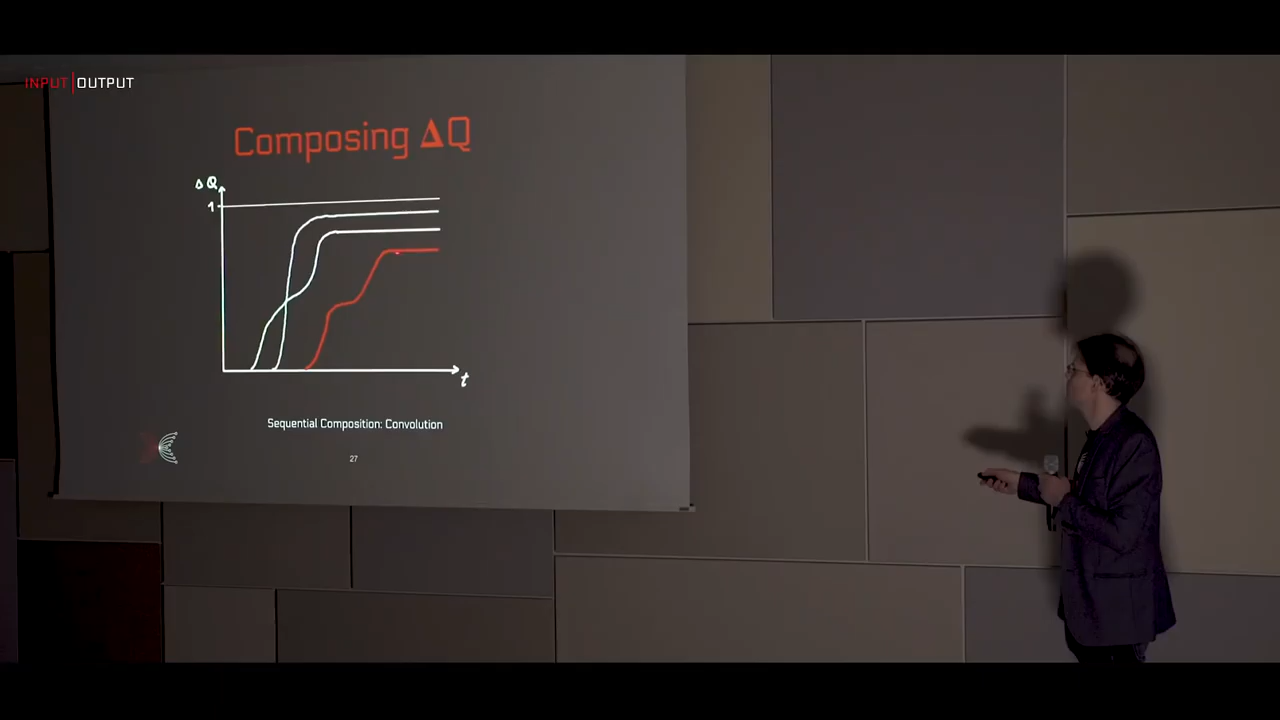 INPUT|OUTPUT
Composing ΔQ
ΔQ
1
t
Sequential Composition: Convolution
27